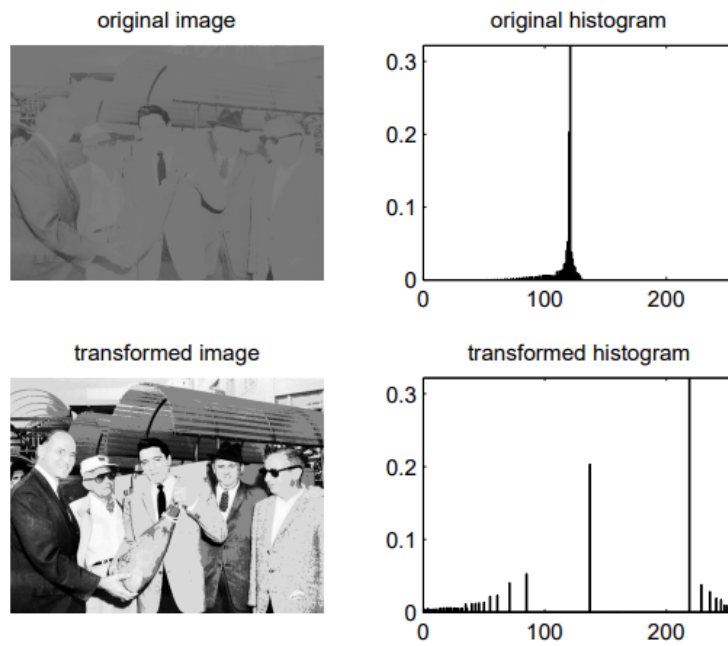 original image
original histogram
0.3
0.2
0.1
0
0 100 200
transformed image
transformed histogram
0.3
0.2
0.1
0
0 100 200